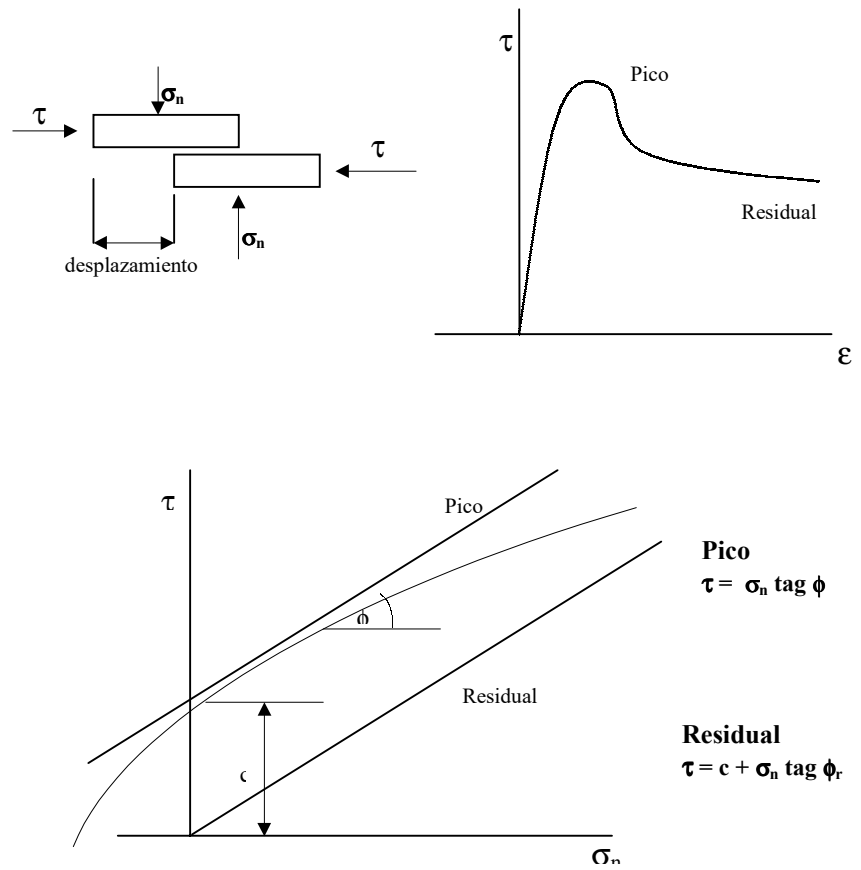 τ
σn
τ
σn
desplazamiento
τ
Pico
Residual
ε
τ
Pico
ϕ
Residual
c
σn
Pico
τ = σn tag ϕ
Residual
τ = c + σn tag ϕr